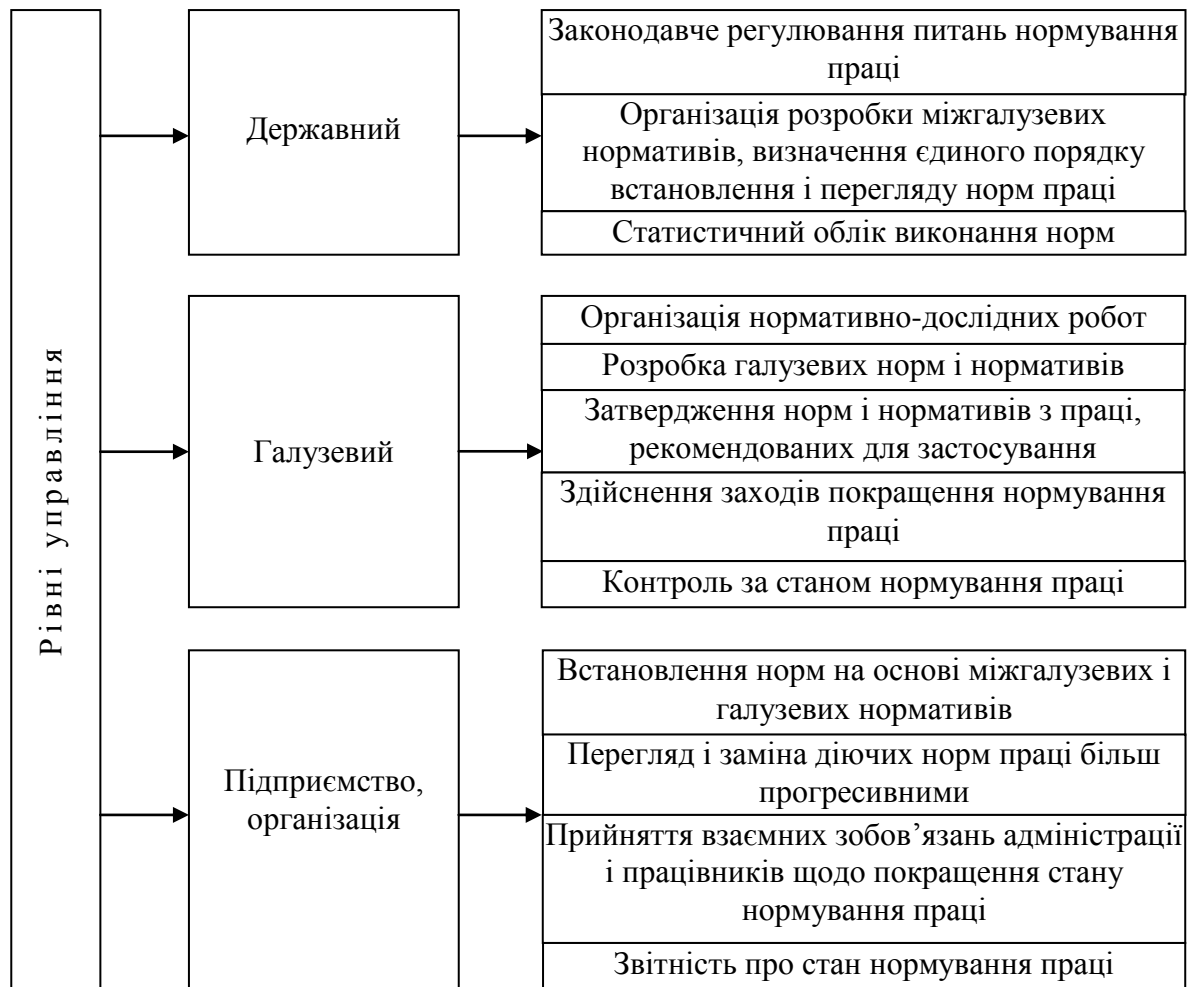 Рівні управління
Державний
Законодавче регулювання питань нормування
праці
Організація розробки міжгалузевих
нормативів, визначення єдиного порядку
встановлення і перегляду норм праці
Статистичний облік виконання норм
Галузевий
Організація нормативно-дослідних робот
Розробка галузевих норм і нормативів
Затвердження норм і нормативів з праці,
рекомендованих для застосування
Здійснення заходів покращення нормування
праці
Контроль за станом нормування праці
Підприємство,
організація
Встановлення норм на основі міжгалузевих і
галузевих нормативів
Перегляд і заміна діючих норм праці більш
прогресивними
Прийняття взаємних зобов’язань адміністрації
і працівників щодо покращення стану
нормування праці
Звітність про стан нормування праці